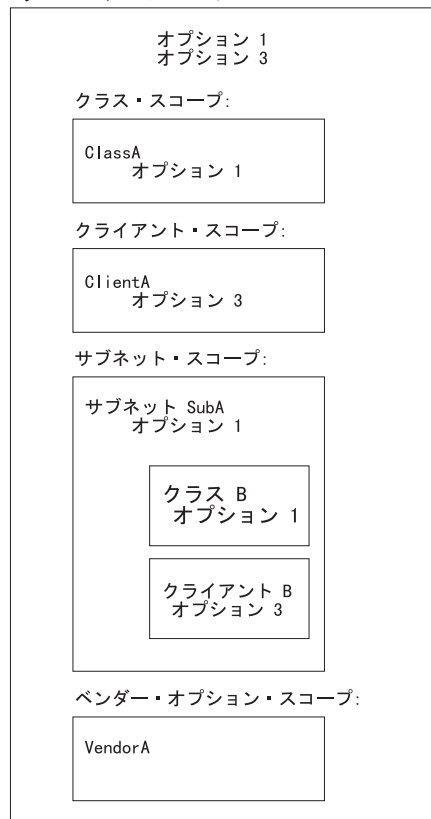 オプション 1
オプション 3
クラス・スコープ:
ClassA
オプション 1
クライアント・スコープ:
ClientA
オプション 3
サブネット・スコープ:
サブネット SubA
オプション 1
クラス B
オプション 1
クライアント B
オプション 3
ベンダー・オプション・スコープ:
VendorA